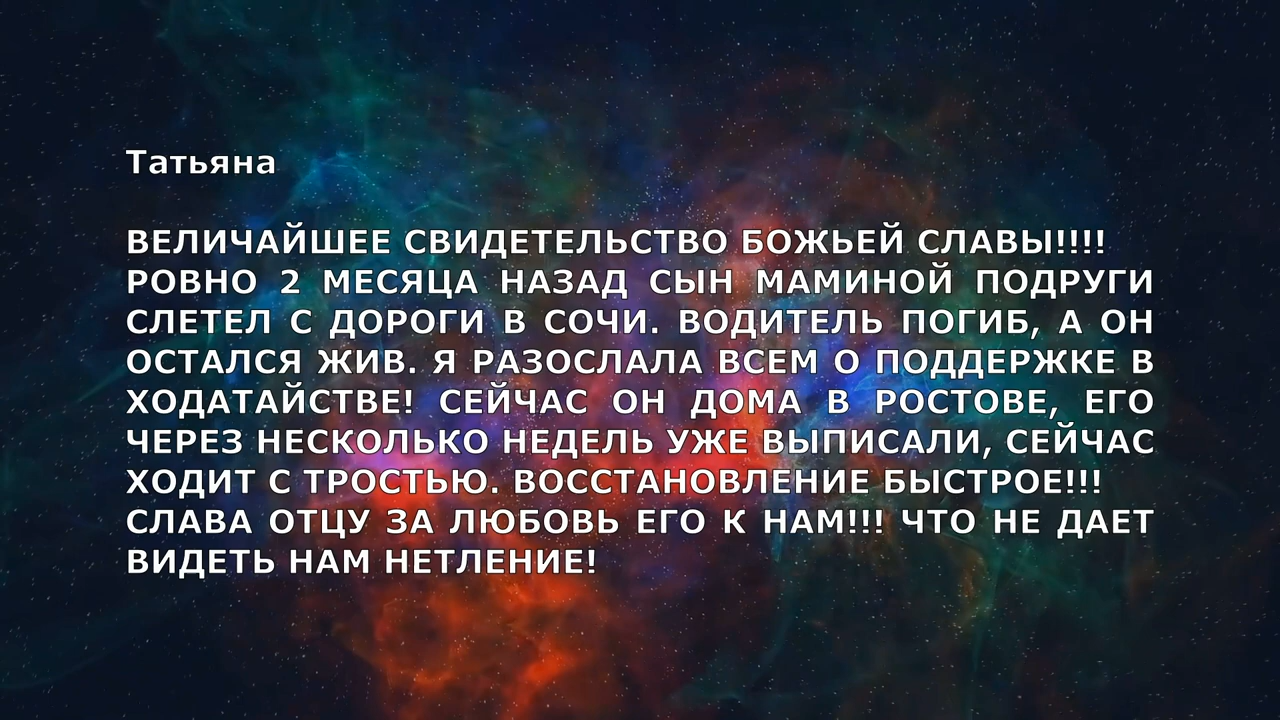 Татьяна
ВЕЛИЧАЙШЕЕ СВИДЕТЕЛЬСТВО БОЖЬЕЙ СЛАВЫ!!!!
РОВНО 2 МЕСЯЦА НАЗАД СЫН МАМИНОЙ ПОДРУГИ
СЛЕТЕЛ С ДОРОГИ В СОЧИ. ВОДИТЕЛЬ ПОГИБ, А ОН
ОСТАЛСЯ ЖИВ. Я РАЗОСЛАЛА ВСЕМ О ПОДДЕРЖКЕ В
ХОДАТАЙСТВЕ! СЕЙЧАС ОН ДОМА В РОСТОВЕ, ЕГО
ЧЕРЕЗ НЕСКОЛЬКО НЕДЕЛЬ УЖЕ ВЫПИСАЛИ, СЕЙЧАС
ХОДИТ С ТРОСТЬЮ. ВОССТАНОВЛЕНИЕ БЫСТРОЕ!!!
СЛАВА ОТЦУ ЗА ЛЮБОВЬ ЕГО К НАМ!!! ЧТО НЕ ДАЕТ
ВИДЕТЬ НАМ НЕТЛЕНИЕ!